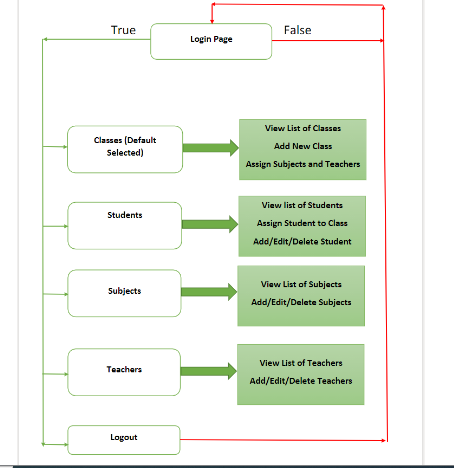 True
False
Login Page
Classes (Default
Selected)
View List of Classes
Add New Class
Assign Subjects and Teachers
Students
View list of Students
Assign Student to Class
Add/Edit/Delete Student
Subjects
View List of Subjects
Add/Edit/Delete Subjects
Teachers
View List of Teachers
Add/Edit/Delete Teachers
Logout